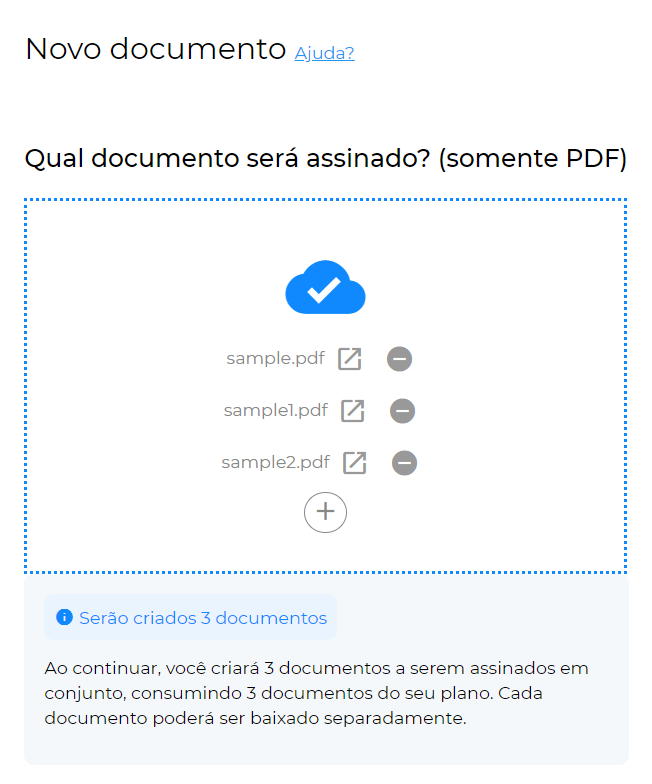 Novo documento Ajuda?
Qual documento será assinado? (somente PDF)
sample.pdf
sample1.pdf
sample2.pdf
Serão criados 3 documentos
Ao continuar, você criará 3 documentos a serem assinados em
conjunto, consumindo 3 documentos do seu plano. Cada
documento poderá ser baixado separadamente.